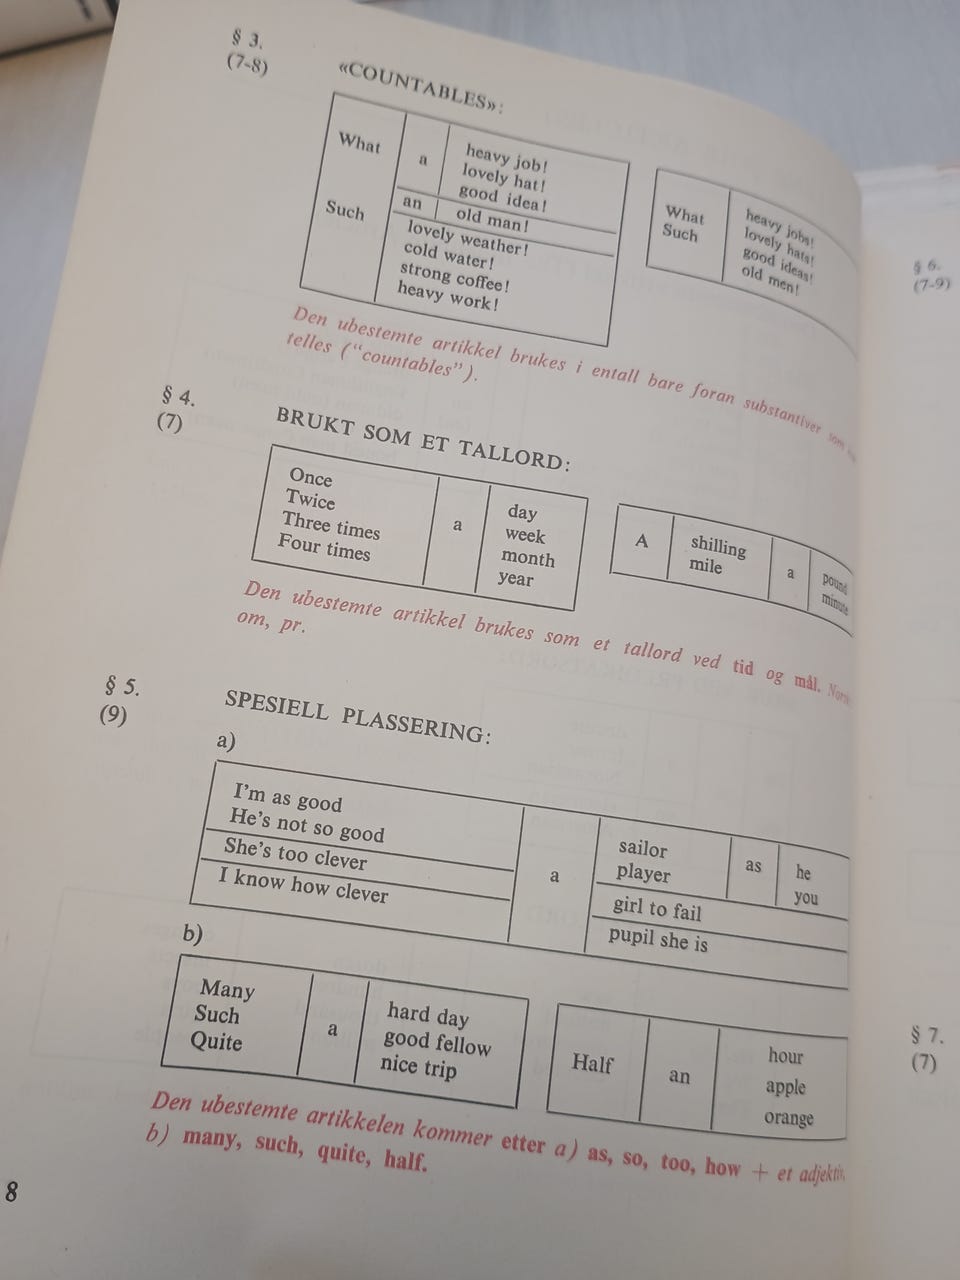 § 3.
(7-8)
«COUNTABLES»:
What
Such
a
heavy job!
lovely hat!
good idea!
an
old man!
lovely weather!
cold water!
strong coffee!
heavy work!
What
Such
heavy jobs!
lovely hats!
good ideas!
old men!
Den ubestemte artikkel brukes i entall bare foran substantiver som
telles ("countables").
§ 4.
(7)
BRUKT SOM ET TALLORD:
Once
Twice
Three times
Four times
a
day
week
month
year
A
shilling
mile
a
pound
minute
Den ubestemte artikkel brukes som et tallord ved tid og mål. Norsk
om, pr.
§ 5.
(9)
SPESIELL PLASSERING:
a)
I'm as good
He's not so good
She's too clever
I know how clever
a
sailor
player
as
he
you
girl to fail
pupil she is
b)
Many
Such
Quite
a
hard day
good fellow
nice trip
Half
an
hour
apple
orange
Den ubestemte artikkelen kommer etter a) as, so, too, how + et adjektiv,
b) many, such, quite, half.
8
§ 6.
(7-9)
§ 7.
(7)